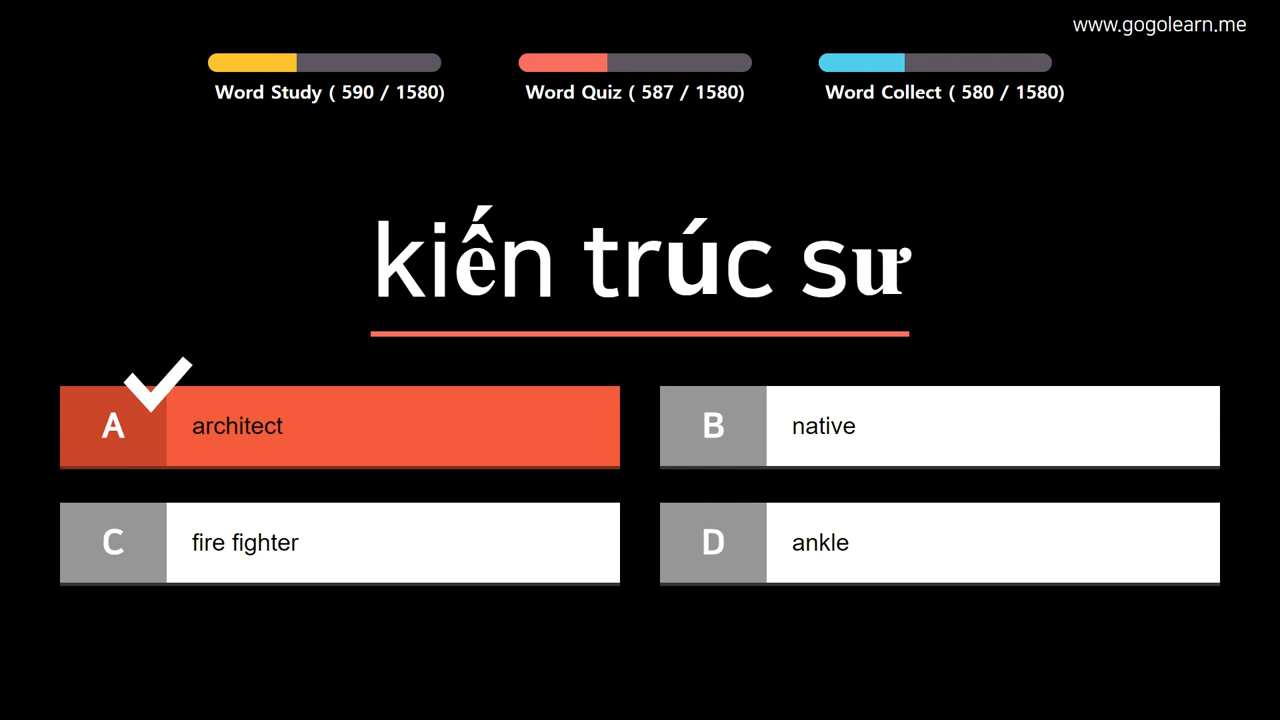 www.gogolearn.me
Word Study ( 590 / 1580)
Word Quiz ( 587 / 1580)
Word Collect ( 580 / 1580)
kiến trúc sư
A architect
B native
C fire fighter
D ankle